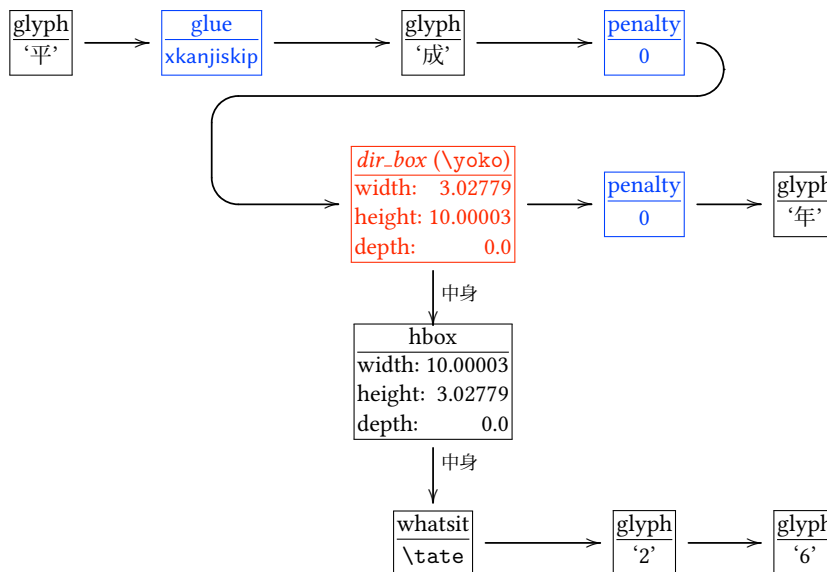 glyph
‘平’
glue
xkanjiskip
glyph
‘成’
penalty
0
dir_box (\yoko)
width: 3.02779
height: 10.00003
depth: 0.0
penalty
0
glyph
‘年’
中身
hbox
width: 10.00003
height: 3.02779
depth: 0.0
中身
whatsit
\tate
glyph
‘2’
glyph
‘6’